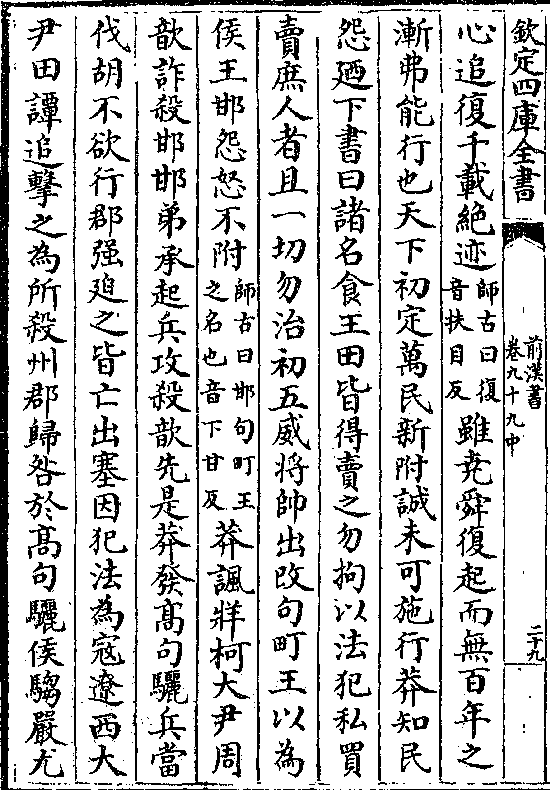 欽定四庫全書
前漢書
卷九十九中
二十九
心追復千載絶迹師古曰復音扶目反雖堯舜復起而無百年之
漸弗能行也天下初定萬民新附誠未可施行莽知民
怨廼下書曰諸名食王田皆得賣之勿拘以法犯私買
賣庶人者且一切勿治初五威將帥出改句町王以為
侯王邯怨怒不附師古曰邯句町王之名也音下甘反莽諷牂柯大尹周
歆詐殺邯邯弟承起兵攻殺歆先是莽發髙句驪兵當
伐胡不欲行郡强廹之皆亡出塞因犯法為冦遼西大
尹田譚追擊之為所殺州郡歸咎於髙句驪侯騶嚴尤